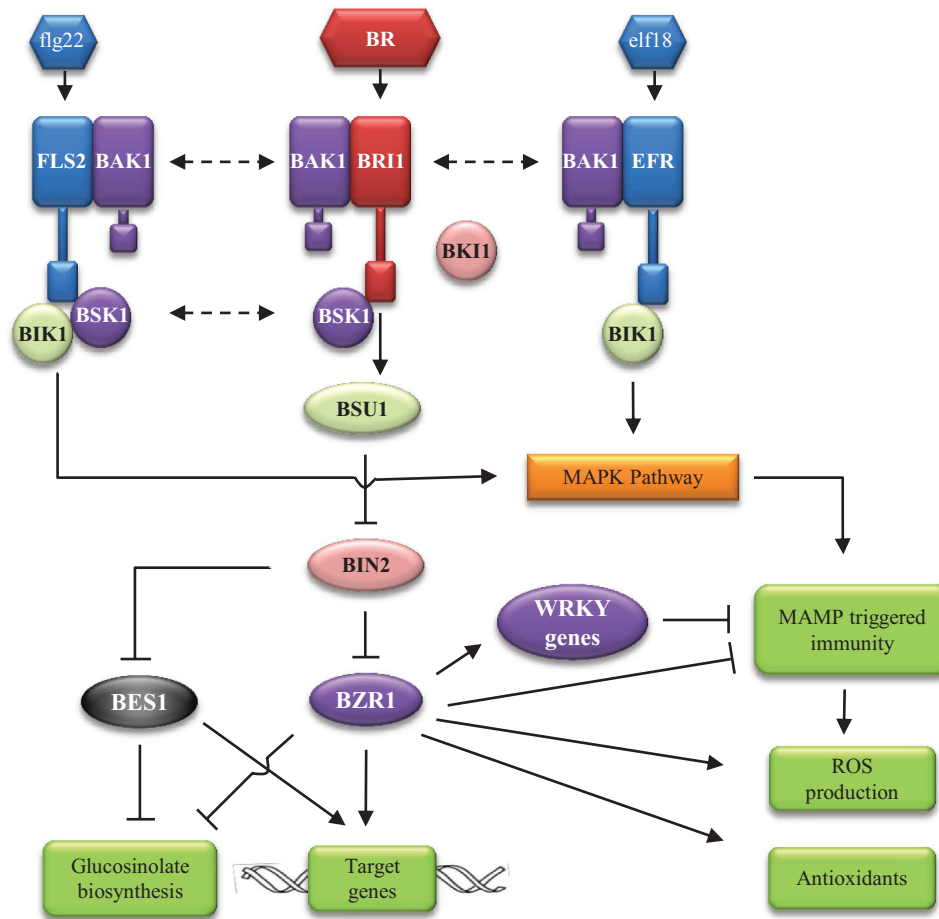 flg22
BR
elf18
FLS2
BAK1
BAK1
BRI1
BAK1
EFR
BKI1
BIK1
BSK1
BSK1
BIK1
BSU1
MAPK Pathway
BIN2
WRKY
genes
MAMP triggered
immunity
BES1
BZR1
ROS
production
Glucosinolate
biosynthesis
Target
genes
Antioxidants